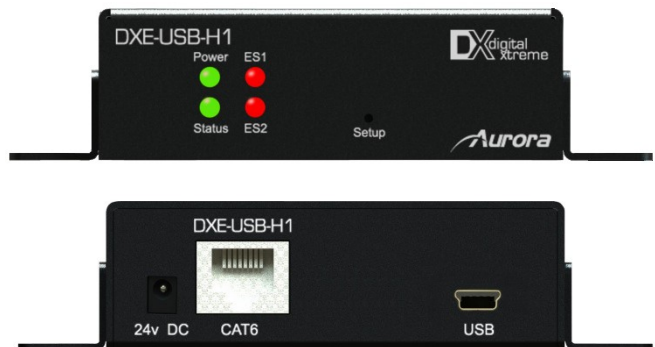 DXE-USB-H1
DX digital Xtreme
Power ES1
Status ES2
Setup
Aurora
DXE-USB-H1
24v DC CAT6 USB